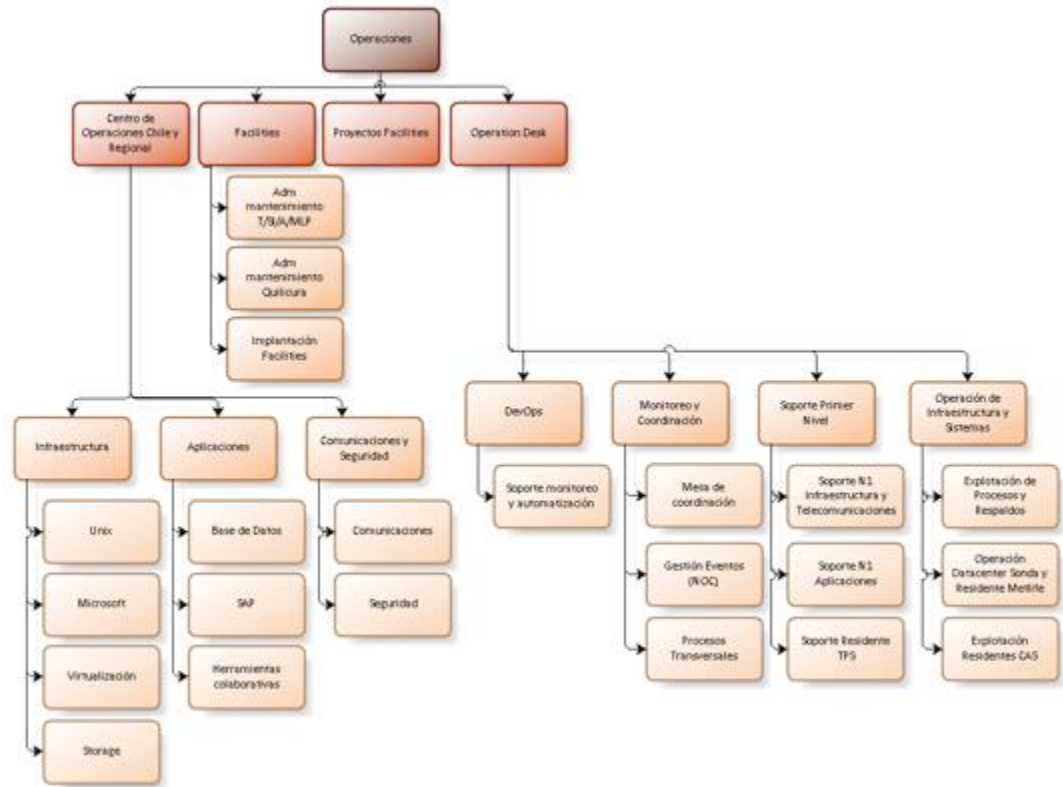 Operaciones
Centro de
Operaciones Chile y
Regional
Facilities
Proyectos Facilities
Operation Desk
Adm
mantenimiento
T/SI/A/MLP
Adm
mantenimiento
Quilicura
Implantación
Facilities
Infraestructura
Aplicaciones
Comunicaciones y
Seguridad
DevOps
Monitoreo y
Coordinación
Soporte Primer
Nivel
Operación de
Infraestructura y
Sistemas
Unix
Microsoft
Virtualización
Storage
Base de Datos
SAP
Herramientas
colaborativas
Comunicaciones
Seguridad
Soporte monitoreo
y automatización
Mesa de
coordinación
Gestión Eventos
(NOC)
Procesos
Transversales
Soporte N1
Infraestructura y
Telecomunicaciones
Soporte N1
Aplicaciones
Soporte Residente
TPS
Explotación de
Procesos y
Respaldos
Operación
Datacenter Sonda y
Residente Metlife
Explotación
Residentes CAS